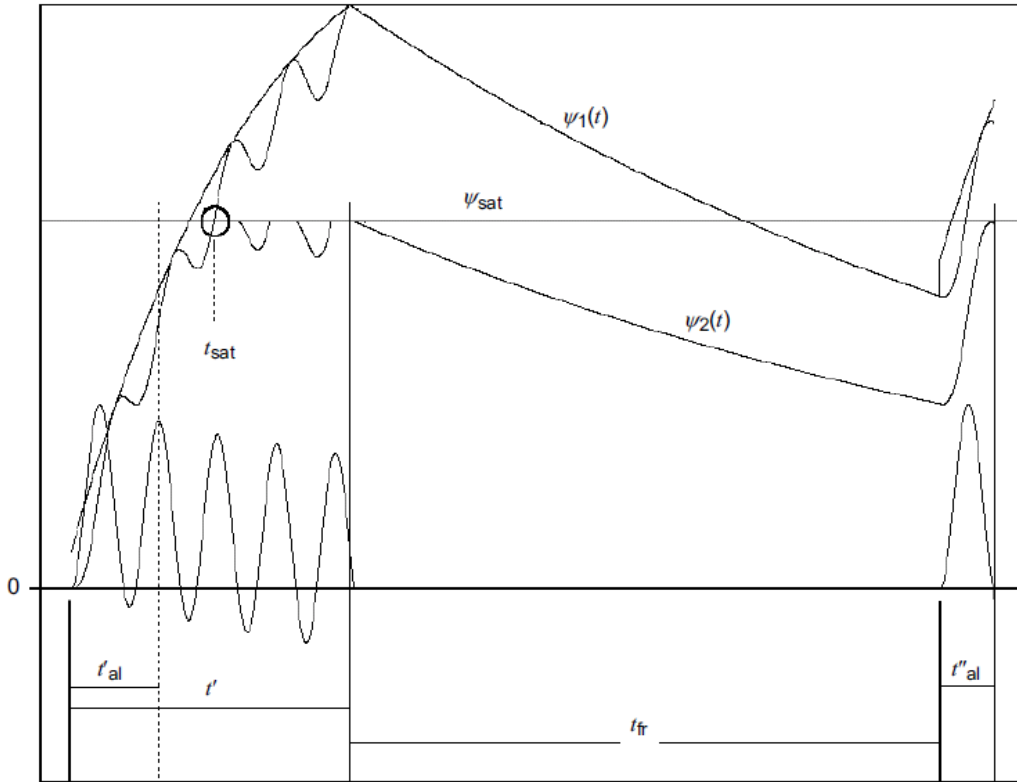 ψ1(t)
ψsat
ψ2(t)
tsat
0
t′al
t″al
t′
tfr